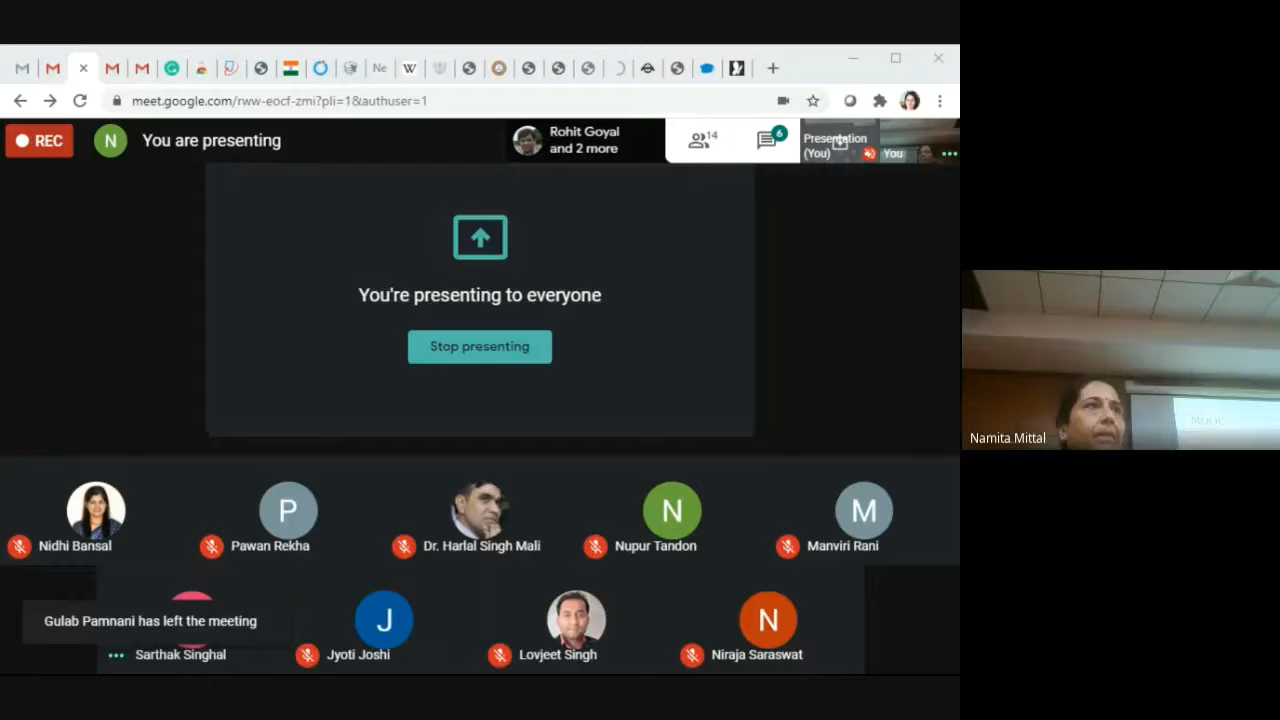 Ne
W
meet.google.com/rww-eocf-zmi?pli=1&authuser=1
REC
N
You are presenting
Rohit Goyal
and 2 more
14
6
Presentation
(You)
You
You're presenting to everyone
Stop presenting
P
N
M
Nidhi Bansal
Pawan Rekha
Dr. Harlal Singh Mali
Nupur Tandon
Manviri Rani
Gulab Pamnani has left the meeting
J
N
Sarthak Singhal
Jyoti Joshi
Lovjeet Singh
Niraja Saraswat
MOOC
Namita Mittal